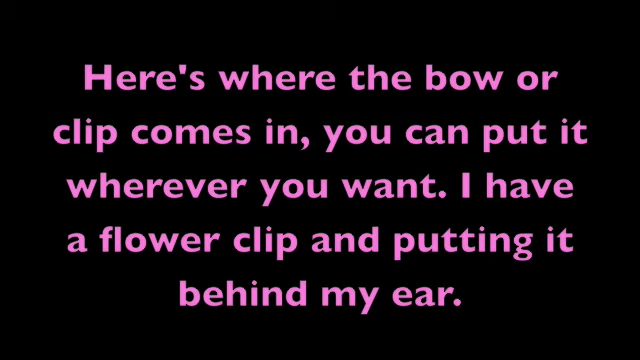 Here's where the bow or
clip comes in, you can put it
wherever you want. I have
a flower clip and putting it
behind my ear.